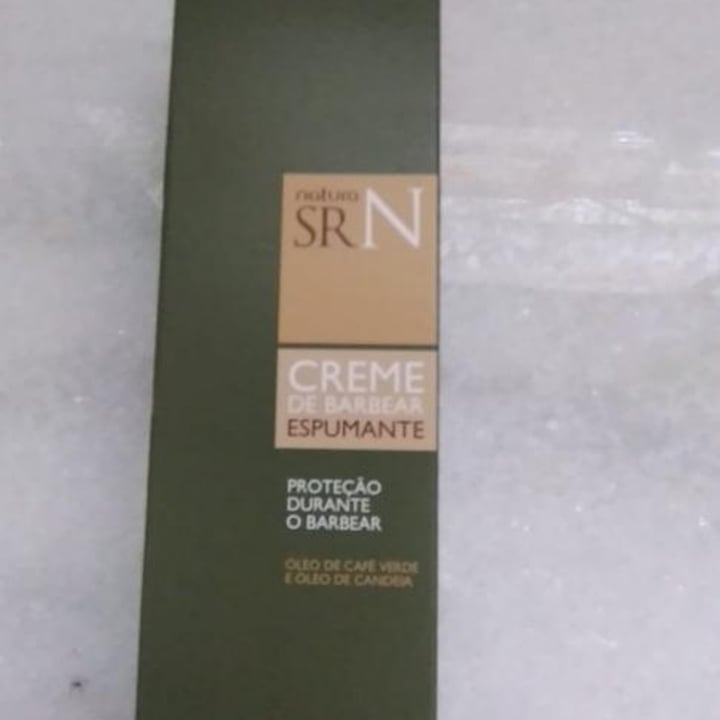 natura
SR N
CREME
DE BARBEAR
ESPUMANTE
PROTEÇÃO
DURANTE
O BARBEAR
ÓLEO DE CAFÉ VERDE
E ÓLEO DE CANDEIA